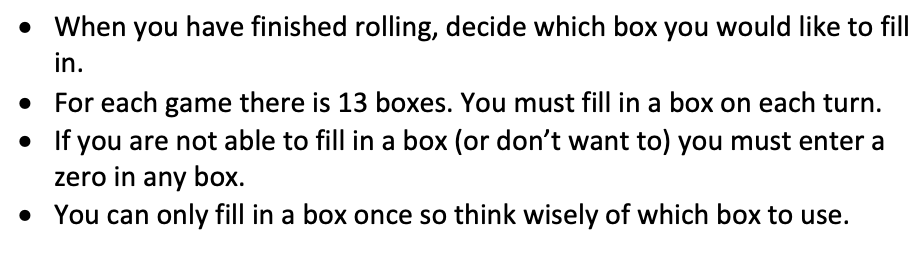 • When you have finished rolling, decide which box you would like to fill
in.
• For each game there is 13 boxes. You must fill in a box on each turn.
• If you are not able to fill in a box (or don’t want to) you must enter a
zero in any box.
• You can only fill in a box once so think wisely of which box to use.